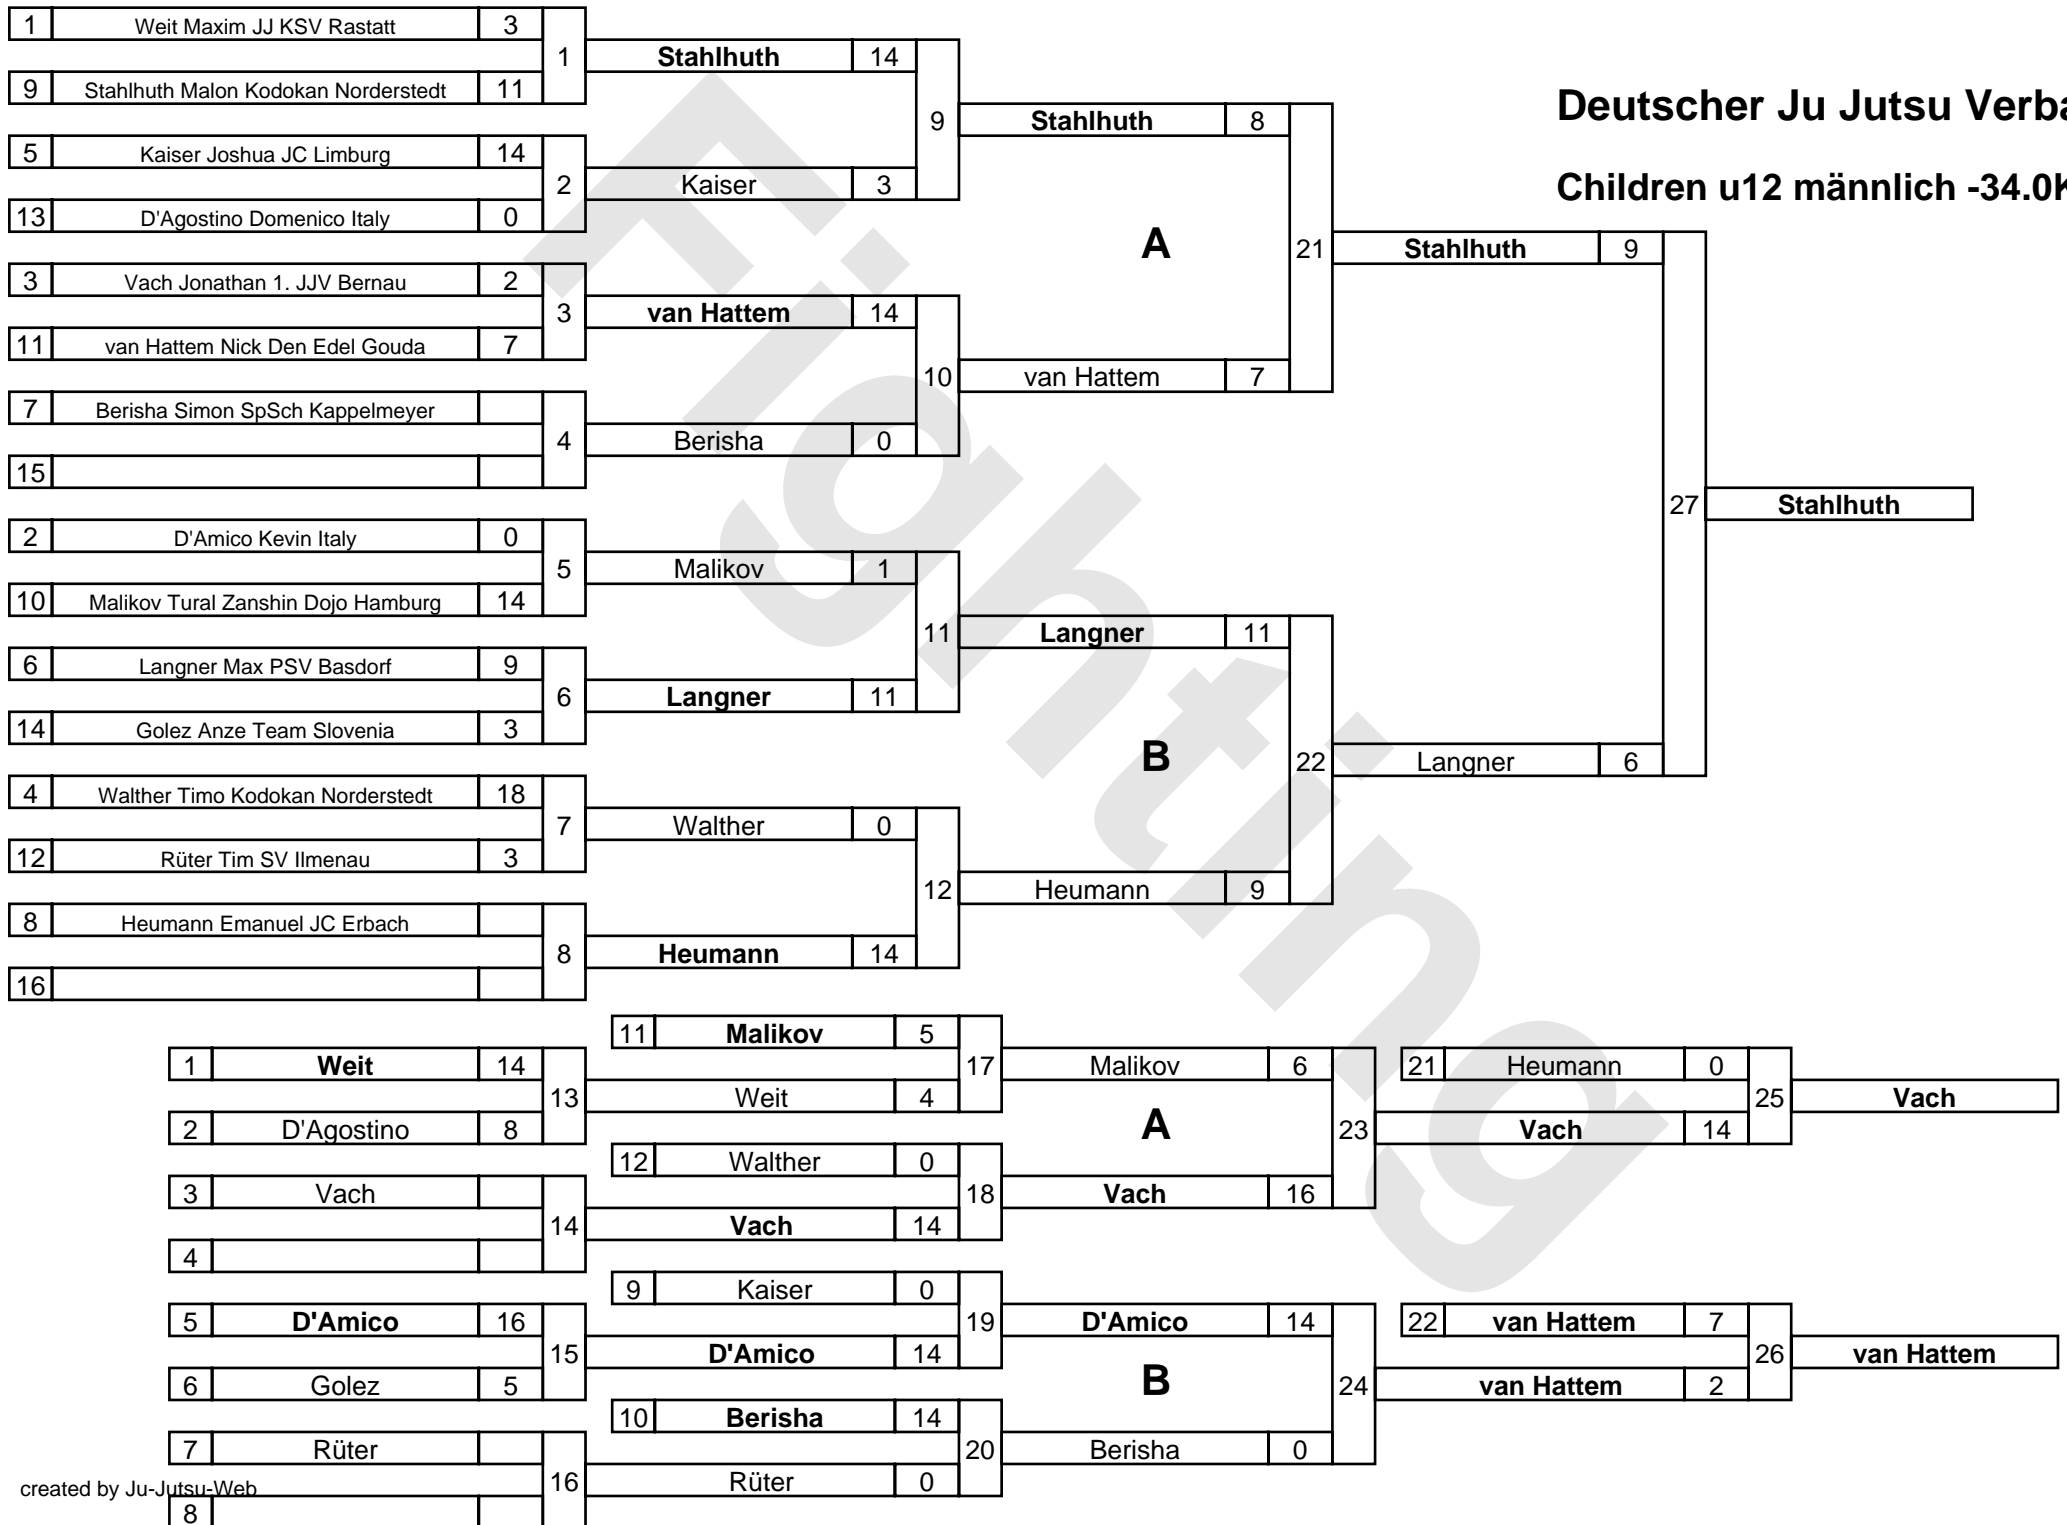 Deutscher Ju Jutsu Verba
Children u12 männlich -34.0K
1 Weit Maxim JJ KSV Rastatt 3
9 Stahlhuth Malon Kodokan Norderstedt 11
1
5 Kaiser Joshua JC Limburg 14
13 D'Agostino Domenico Italy 0
2
3 Vach Jonathan 1. JJV Bernau 2
11 van Hattem Nick Den Edel Gouda 7
3
7 Berisha Simon SpSch Kappelmeyer
15
4
2 D'Amico Kevin Italy 0
10 Malikov Tural Zanshin Dojo Hamburg 14
5
6 Langner Max PSV Basdorf 9
14 Golez Anze Team Slovenia 3
6
4 Walther Timo Kodokan Norderstedt 18
12 Rüter Tim SV Ilmenau 3
7
8 Heumann Emanuel JC Erbach
16
8
Stahlhuth 14
Kaiser 3
9
van Hattem 14
Berisha 0
10
Malikov 1
Langner 11
11
Walther 0
Heumann 14
12
Stahlhuth 8
A
van Hattem 7
21
Langner 11
B
Heumann 9
22
Stahlhuth 9
Langner 6
27
Stahlhuth
1 Weit 14
2 D'Agostino 8
13
3 Vach
4
14
5 D'Amico 16
6 Golez 5
15
7 Rüter
8
16
11 Malikov 5
Weit 4
17
12 Walther 0
Vach 14
18
9 Kaiser 0
D'Amico 14
19
10 Berisha 14
Rüter 0
20
Malikov 6
A
Vach 16
23
D'Amico 14
B
Berisha 0
24
21 Heumann 0
Vach 14
25
Vach
22 van Hattem 7
van Hattem 2
26
van Hattem
created by Ju-Jutsu-Web
Fighting